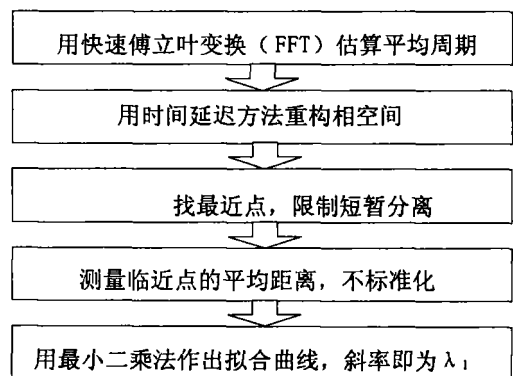 用快速傅立叶变换（FFT）估算平均周期
用时间延迟方法重构相空间
找最近点，限制短暂分离
测量临近点的平均距离，不标准化
用最小二乘法作出拟合曲线，斜率即为 λ₁